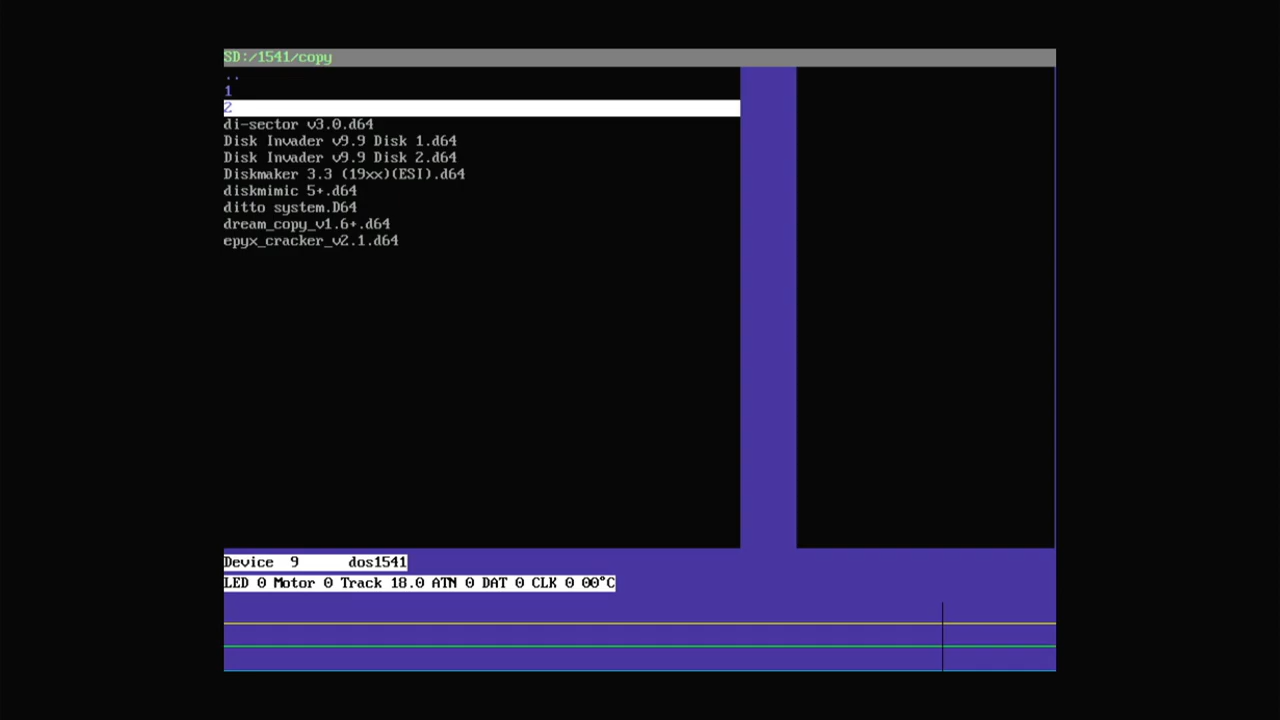 SD:/1541/copy
..
1
2
di-sector v3.0.d64
Disk Invader v9.9 Disk 1.d64
Disk Invader v9.9 Disk 2.d64
Diskmaker 3.3 (19xx)(ESI).d64
diskmimic 5+.d64
ditto system.D64
dream_copy_v1.6+.d64
epyx_cracker_v2.1.d64
Device 9 dos1541
LED 0 Motor 0 Track 18.0 ATN 0 DAT 0 CLK 0 00°C